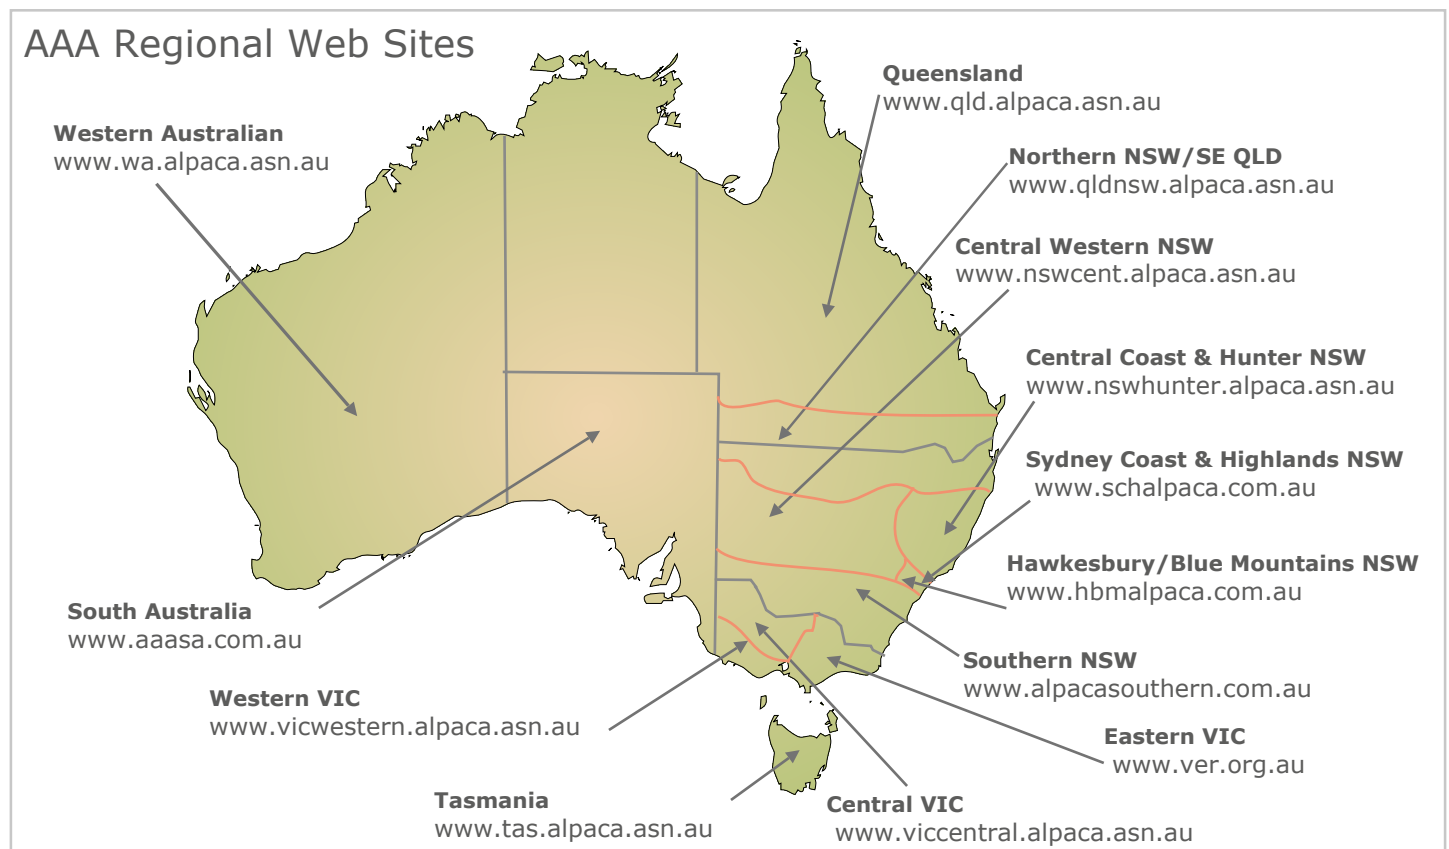 AAA Regional Web Sites
Queensland
www.qld.alpaca.asn.au
Western Australian
www.wa.alpaca.asn.au
Northern NSW/SE QLD
www.qldnsw.alpaca.asn.au
Central Western NSW
www.nswcent.alpaca.asn.au
Central Coast & Hunter NSW
www.nswhunter.alpaca.asn.au
Sydney Coast & Highlands NSW
www.schalpaca.com.au
Hawkesbury/Blue Mountains NSW
www.hbmalpaca.com.au
South Australia
www.aaasa.com.au
Southern NSW
www.alpacasouthern.com.au
Western VIC
www.vicwestern.alpaca.asn.au
Eastern VIC
www.ver.org.au
Tasmania
www.tas.alpaca.asn.au
Central VIC
www.viccentral.alpaca.asn.au